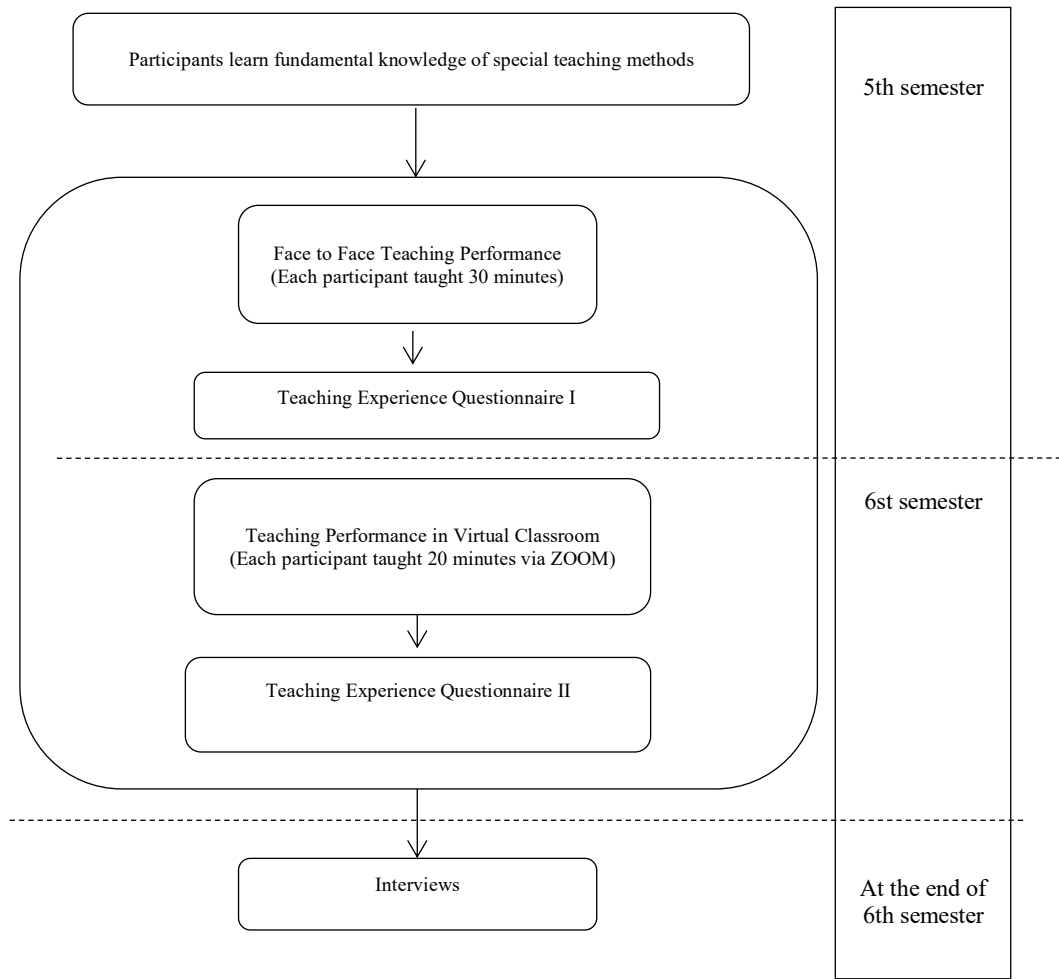 Participants learn fundamental knowledge of special teaching methods
5th semester
Face to Face Teaching Performance
(Each participant taught 30 minutes)
Teaching Experience Questionnaire I
6st semester
Teaching Performance in Virtual Classroom
(Each participant taught 20 minutes via ZOOM)
Teaching Experience Questionnaire II
Interviews
At the end of
6th semester